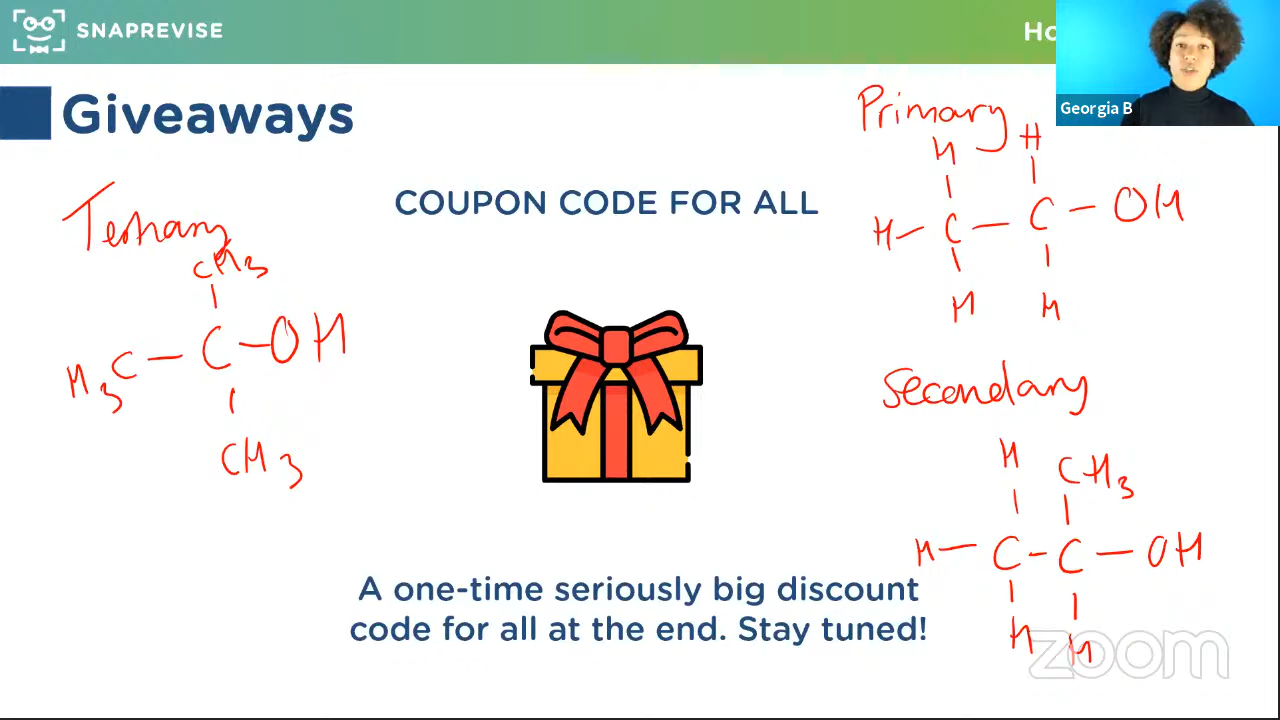 SNAPREVISE
Ho
Georgia B
Giveaways
COUPON CODE FOR ALL
Primary
H H
H – C – C – OH
H H
Tertiary
CH3
H3C – C – OH
CH3
Secondary
H CH3
H – C – C – OH
H H
A one-time seriously big discount
code for all at the end. Stay tuned!
zoom